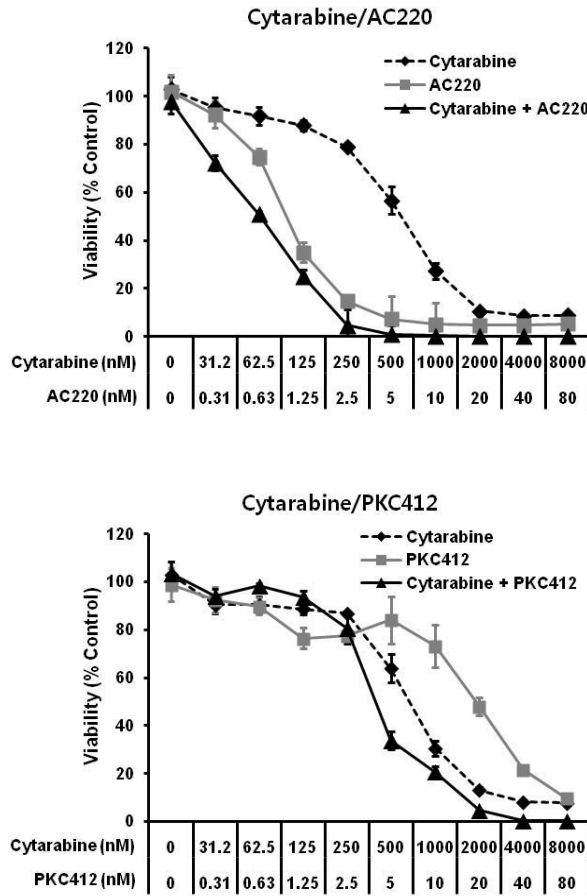 Cytarabine/AC220
Viability (% Control)
120
100
80
60
40
20
0
Cytarabine
AC220
Cytarabine + AC220
Cytarabine (nM) 0 31.2 62.5 125 250 500 1000 2000 4000 8000
AC220 (nM) 0 0.31 0.63 1.25 2.5 5 10 20 40 80
Cytarabine/PKC412
Viability (% Control)
120
100
80
60
40
20
0
Cytarabine
PKC412
Cytarabine + PKC412
Cytarabine (nM) 0 31.2 62.5 125 250 500 1000 2000 4000 8000
PKC412 (nM) 0 0.31 0.63 1.25 2.5 5 10 20 40 80